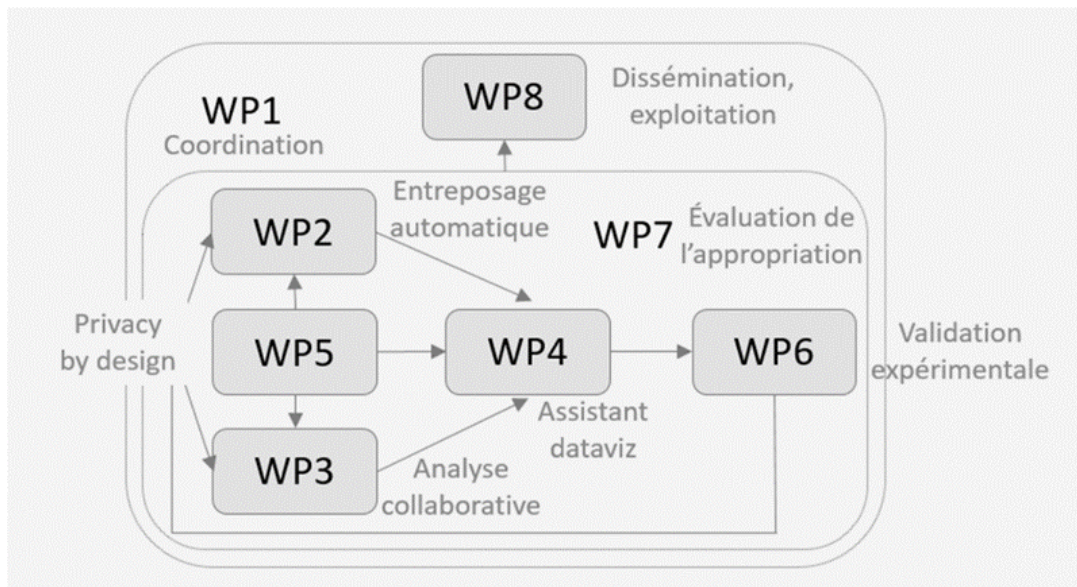 WP8
Dissémination,
exploitation
WP1
Coordination
Entreposage
automatique
WP2
WP7
Évaluation de
l'appropriation
Privacy
by design
WP5
WP4
WP6
Validation
expérimentale
Assistant
dataviz
WP3
Analyse
collaborative